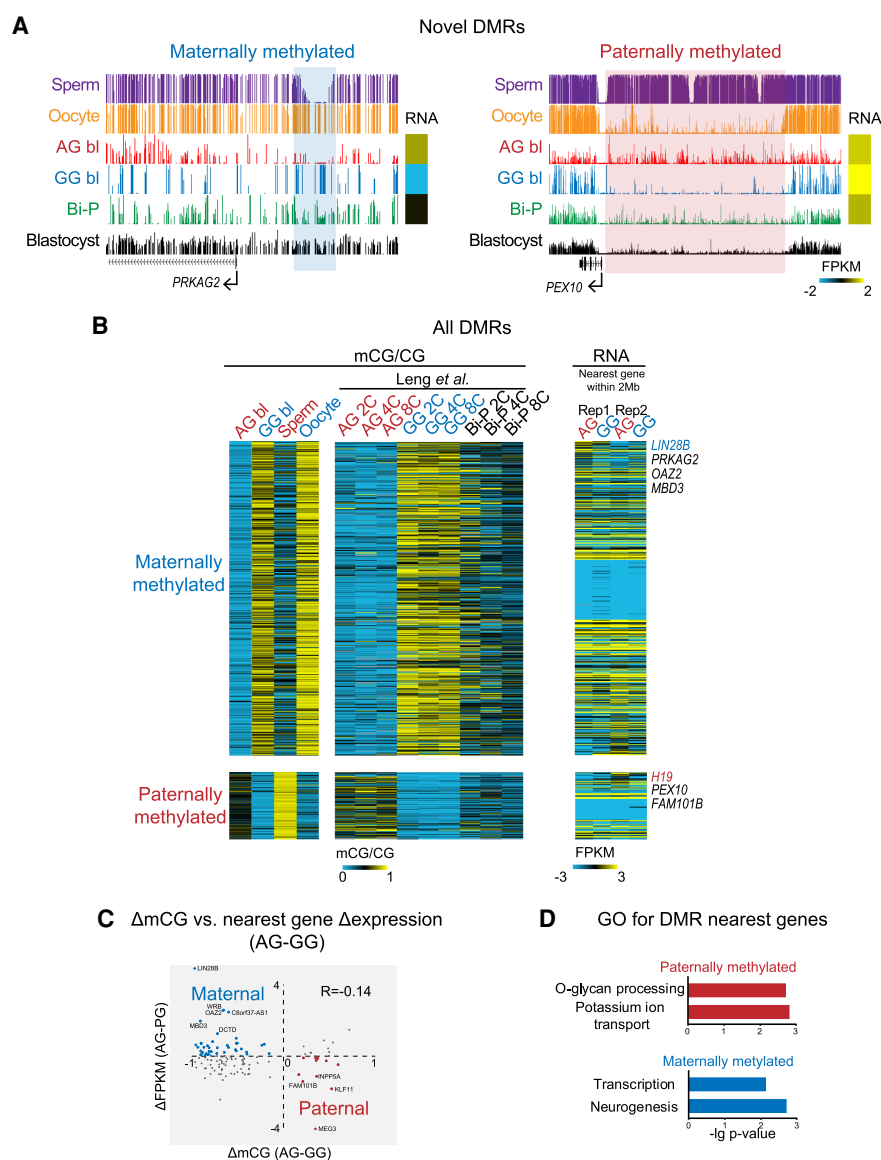 A
Novel DMRs
Maternally methylated
Paternally methylated
Sperm
Oocyte
AG bl
GG bl
Bi-P
Blastocyst
RNA
PRKAG2
Sperm
Oocyte
AG bl
GG bl
Bi-P
Blastocyst
RNA
PEX10
FPKM
-2 2
B
All DMRs
mCG/CG
RNA
Leng et al.
Nearest gene
within 2Mb
Rep1 Rep2
AG bl GG bl Sperm Oocyte AG 2C AG 4C AG 8C GG 2C GG 4C GG 8C Bi-P 2C Bi-P 4C Bi-P 8C AG GG AG GG
LIN28B
PRKAG2
OAZ2
MBD3
Maternally
methylated
H19
PEX10
FAM101B
Paternally
methylated
mCG/CG
0 1
FPKM
-3 3
C
ΔmCG vs. nearest gene Δexpression
(AG-GG)
LIN28B
4
Maternal
R=-0.14
WRB
OAZ2
C8orf37-AS1
MBD3
DCTD
-1 0 1
INPP5A
FAM101B
KLF11
Paternal
MEG3
-4
ΔFPKM (AG-PG)
ΔmCG (AG-GG)
D
GO for DMR nearest genes
Paternally methylated
O-glycan processing
Potassium ion
transport
0 1 2 3
Maternally metylated
Transcription
Neurogenesis
0 1 2 3
-lg p-value